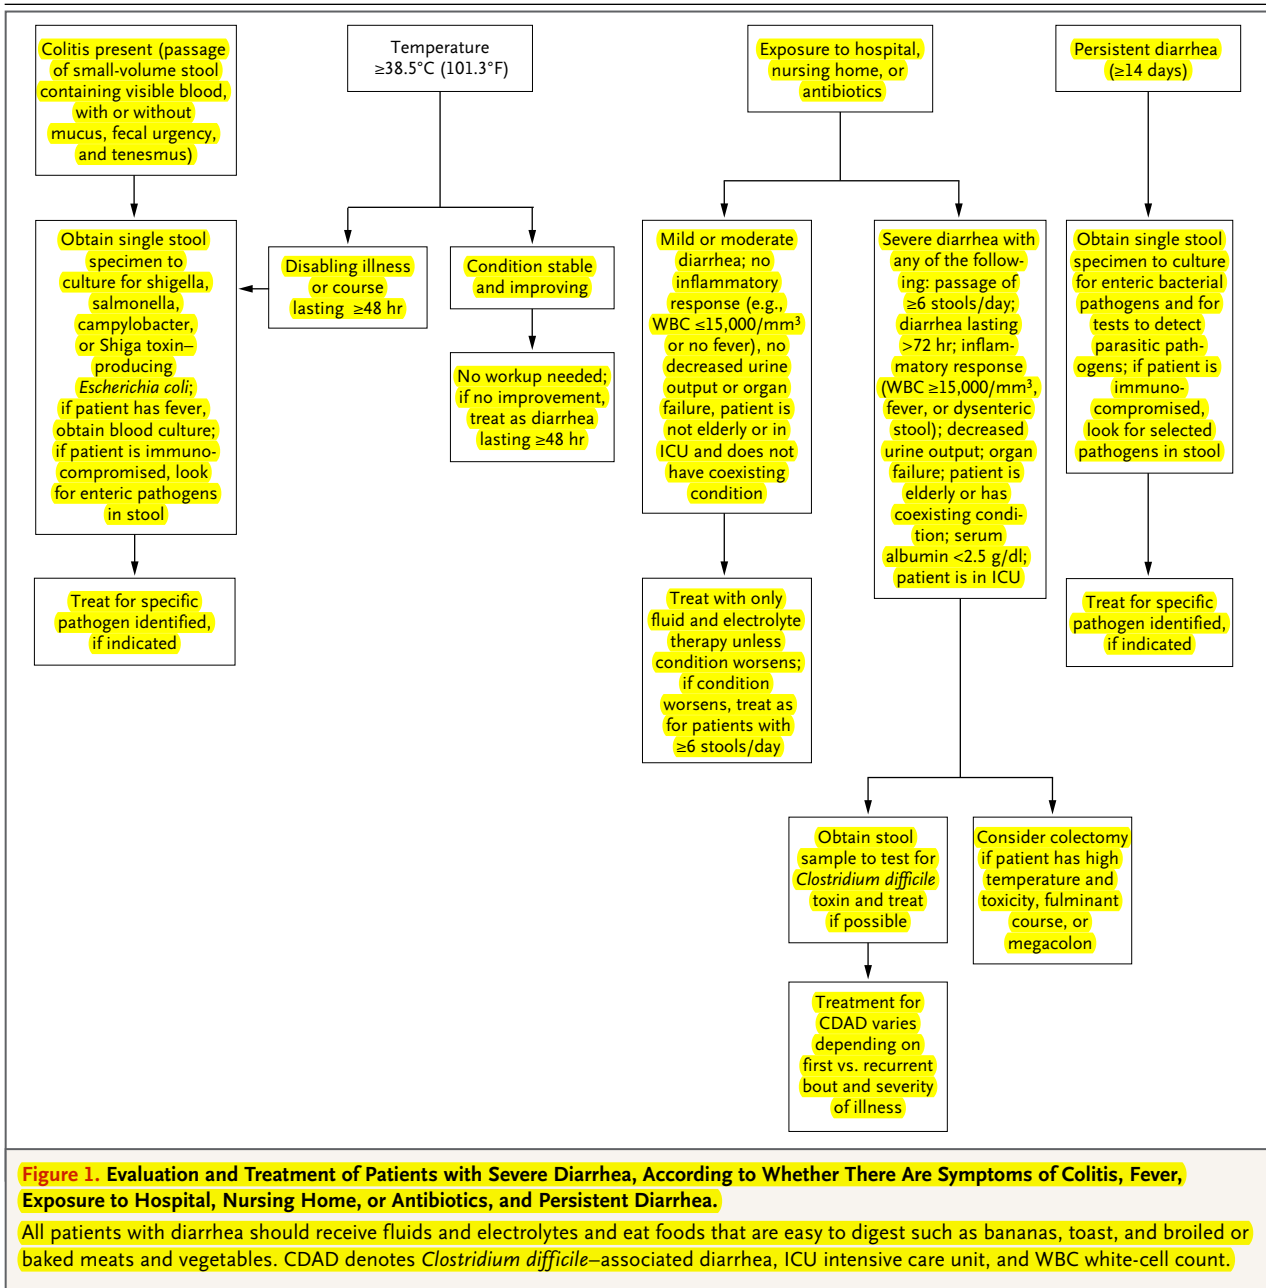 Colitis present (passage
of small-volume stool
containing visible blood,
with or without
mucus, fecal urgency,
and tenesmus)
Temperature
≥38.5°C (101.3°F)
Exposure to hospital,
nursing home, or
antibiotics
Persistent diarrhea
(≥14 days)
Obtain single stool
specimen to
culture for shigella,
salmonella,
campylobacter,
or Shiga toxin–
producing
Escherichia coli;
if patient has fever,
obtain blood culture;
if patient is immuno-
compromised, look
for enteric pathogens
in stool
Disabling illness
or course
lasting ≥48 hr
Condition stable
and improving
No workup needed;
if no improvement,
treat as diarrhea
lasting ≥48 hr
Mild or moderate
diarrhea; no
inflammatory
response (e.g.,
WBC ≤15,000/mm³
or no fever), no
decreased urine
output or organ
failure, patient is
not elderly or in
ICU and does not
have coexisting
condition
Severe diarrhea with
any of the follow-
ing: passage of
≥6 stools/day;
diarrhea lasting
>72 hr; inflam-
matory response
(WBC ≥15,000/mm³,
fever, or dysenteric
stool); decreased
urine output; organ
failure; patient is
elderly or has
coexisting condi-
tion; serum
albumin <2.5 g/dl;
patient is in ICU
Obtain single stool
specimen to culture
for enteric bacterial
pathogens and for
tests to detect
parasitic path-
ogens; if patient is
immuno-
compromised,
look for selected
pathogens in stool
Treat for specific
pathogen identified,
if indicated
Treat with only
fluid and electrolyte
therapy unless
condition worsens;
if condition
worsens, treat as
for patients with
≥6 stools/day
Treat for specific
pathogen identified,
if indicated
Obtain stool
sample to test for
Clostridium difficile
toxin and treat
if possible
Consider colectomy
if patient has high
temperature and
toxicity, fulminant
course, or
megacolon
Treatment for
CDAD varies
depending on
first vs. recurrent
bout and severity
of illness
Figure 1. Evaluation and Treatment of Patients with Severe Diarrhea, According to Whether There Are Symptoms of Colitis, Fever,
Exposure to Hospital, Nursing Home, or Antibiotics, and Persistent Diarrhea.
All patients with diarrhea should receive fluids and electrolytes and eat foods that are easy to digest such as bananas, toast, and broiled or
baked meats and vegetables. CDAD denotes Clostridium difficile–associated diarrhea, ICU intensive care unit, and WBC white-cell count.